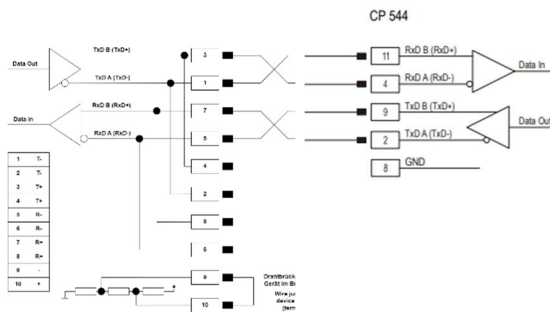 CP 544
TxD B (TxD+)
3
Data Out
TxD A (TxD-)
1
RxD B (RxD+)
7
Data In
RxD A (RxD-)
5
4
2
8
6
9
10
1 T-
2 T-
3 T+
4 T+
5 R-
6 R-
7 R+
8 R+
9 -
10 +
+
Drahtbrück
Gerät im Bu
Wire ju
device
(term
11
RxD B (RxD+)
Data In
4
RxD A (RxD-)
9
TxD B (TxD+)
Data Out
2
TxD A (TxD-)
8
GND